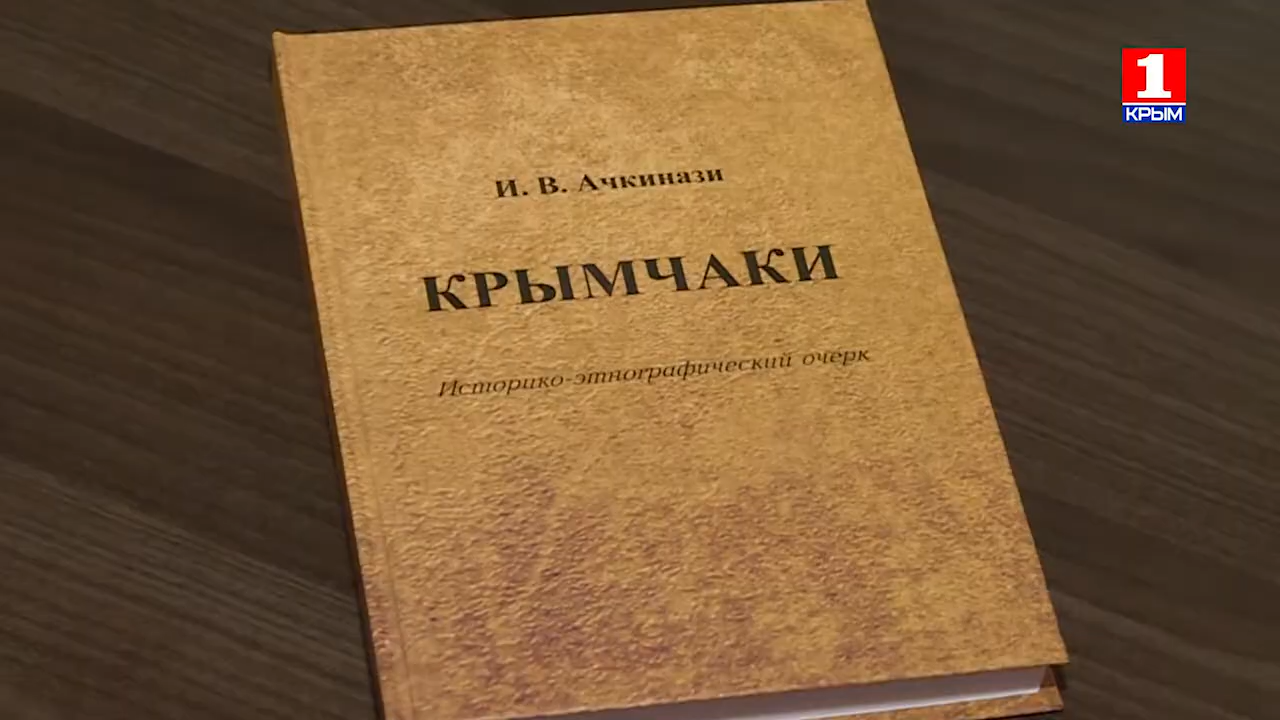 1
КРЫМ
И. В. Ачкинази
КРЫМЧАКИ
Историко-этнографический очерк